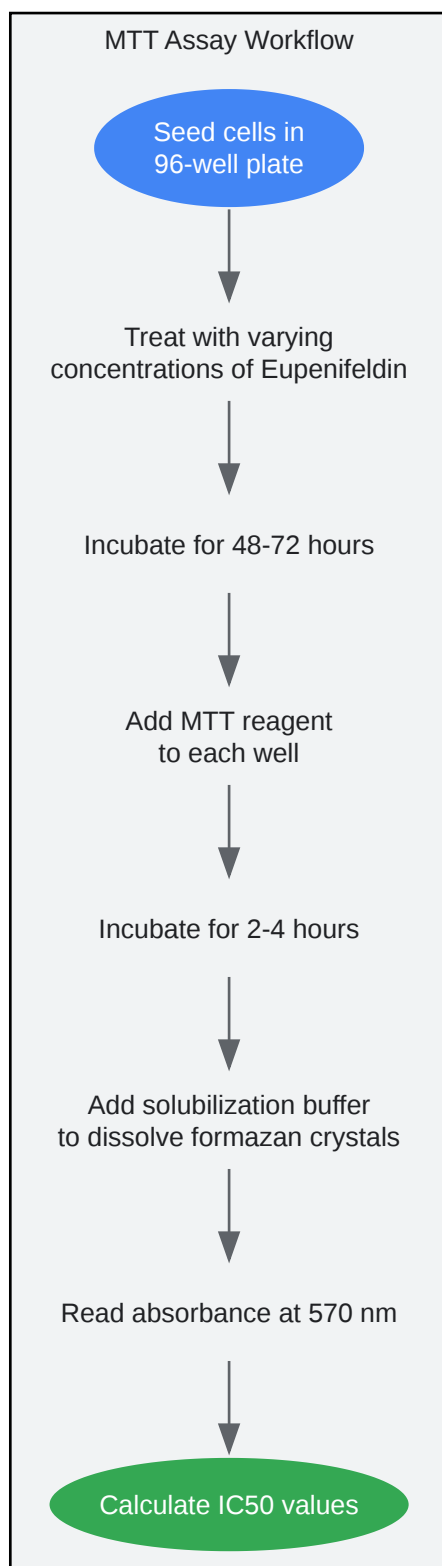 MTT Assay Workflow
Seed cells in
96-well plate
Treat with varying
concentrations of Eupenifeldin
Incubate for 48-72 hours
Add MTT reagent
to each well
Incubate for 2-4 hours
Add solubilization buffer
to dissolve formazan crystals
Read absorbance at 570 nm
Calculate IC50 values